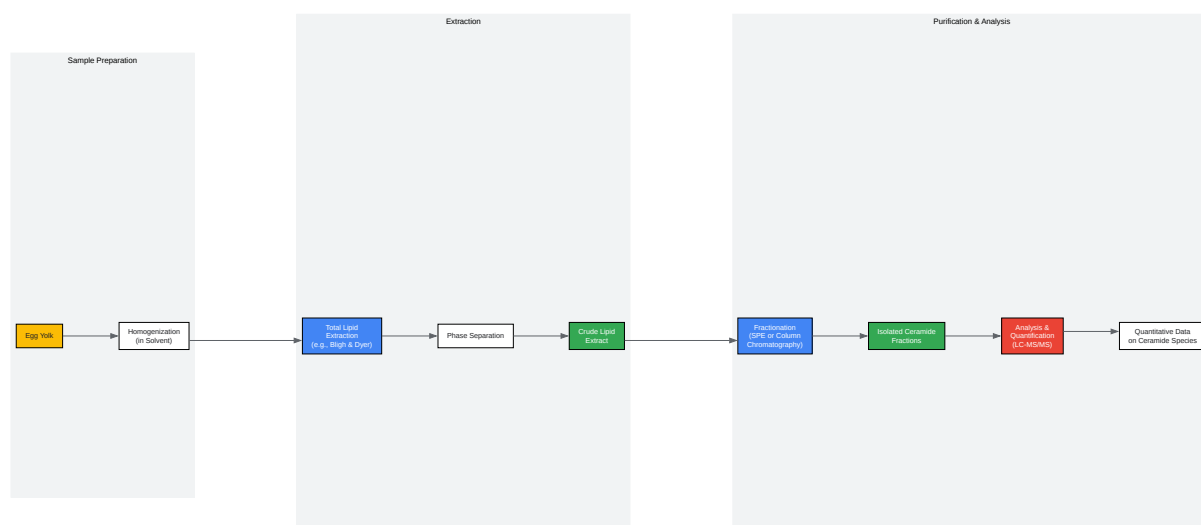 Sample Preparation
Egg Yolk
Homogenization
(in Solvent)
Extraction
Total Lipid
Extraction
(e.g., Bligh & Dyer)
Phase Separation
Crude Lipid
Extract
Purification & Analysis
Fractionation
(SPE or Column
Chromatography)
Isolated Ceramide
Fractions
Analysis &
Quantification
(LC-MS/MS)
Quantitative Data
on Ceramide Species